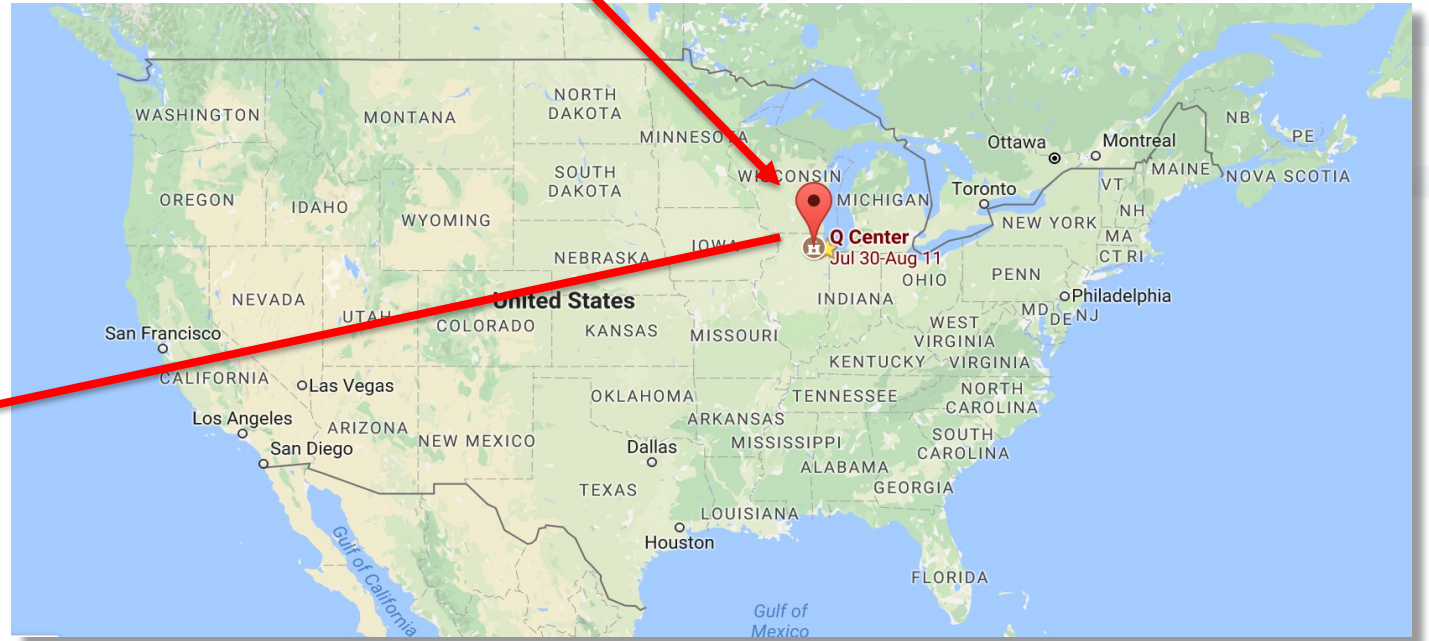 WASHINGTON
MONTANA
NORTH
DAKOTA
MINNESOTA
Ottawa
Montreal
NB
PE
MAINE
NOVA SCOTIA
OREGON
IDAHO
WYOMING
SOUTH
DAKOTA
WISCONSIN
MICHIGAN
Toronto
VT
NH
NEW YORK
MA
CT RI
Q Center
Jul 30-Aug 11
H
IOWA
NEBRASKA
OHIO
PENN
Philadelphia
NEVADA
UTAH
United States
COLORADO
KANSAS
MISSOURI
INDIANA
WEST
VIRGINIA
MD
DE
NJ
San Francisco
KENTUCKY
VIRGINIA
CALIFORNIA
Las Vegas
OKLAHOMA
TENNESSEE
NORTH
CAROLINA
Los Angeles
ARIZONA
NEW MEXICO
ARKANSAS
San Diego
Dallas
MISSISSIPPI
SOUTH
CAROLINA
ALABAMA
TEXAS
GEORGIA
LOUISIANA
Houston
Gulf of California
FLORIDA
Gulf of
Mexico